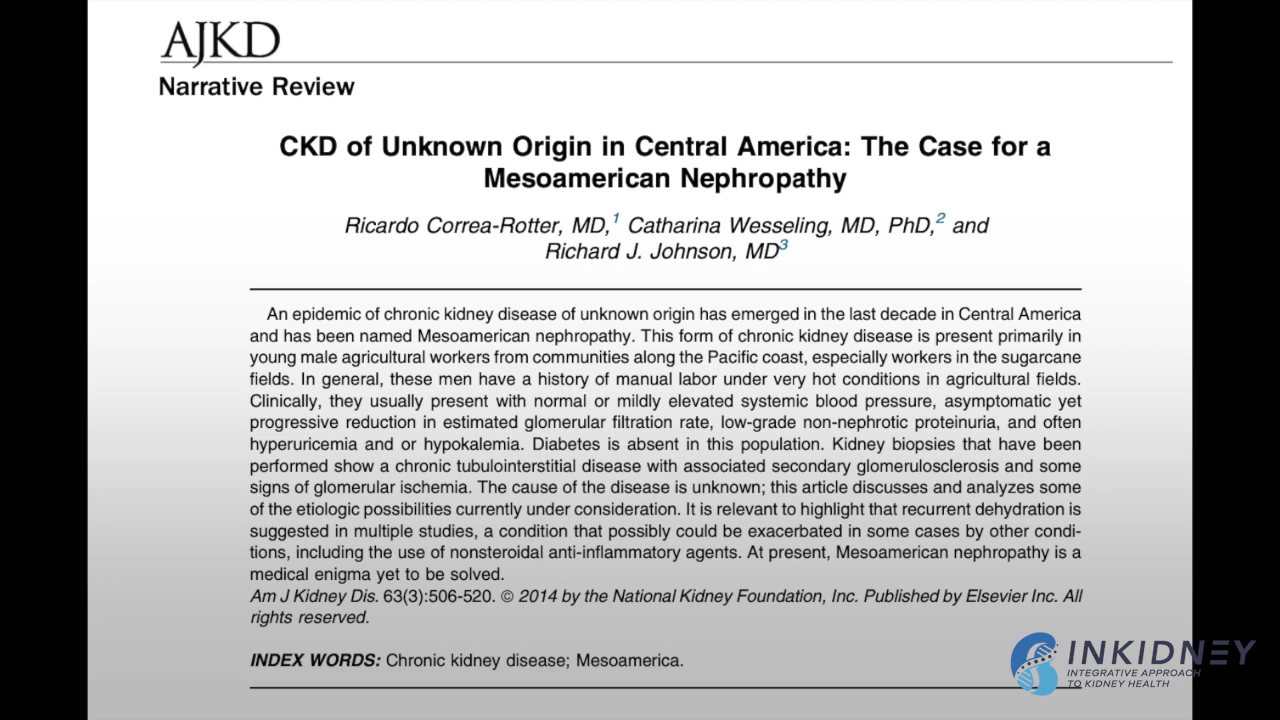 AJKD
Narrative Review
CKD of Unknown Origin in Central America: The Case for a
Mesoamerican Nephropathy
Ricardo Correa-Rotter, MD,1 Catharina Wesseling, MD, PhD,2 and
Richard J. Johnson, MD3
An epidemic of chronic kidney disease of unknown origin has emerged in the last decade in Central America
and has been named Mesoamerican nephropathy. This form of chronic kidney disease is present primarily in
young male agricultural workers from communities along the Pacific coast, especially workers in the sugarcane
fields. In general, these men have a history of manual labor under very hot conditions in agricultural fields.
Clinically, they usually present with normal or mildly elevated systemic blood pressure, asymptomatic yet
progressive reduction in estimated glomerular filtration rate, low-grade non-nephrotic proteinuria, and often
hyperuricemia and or hypokalemia. Diabetes is absent in this population. Kidney biopsies that have been
performed show a chronic tubulointerstitial disease with associated secondary glomerulosclerosis and some
signs of glomerular ischemia. The cause of the disease is unknown; this article discusses and analyzes some
of the etiologic possibilities currently under consideration. It is relevant to highlight that recurrent dehydration is
suggested in multiple studies, a condition that possibly could be exacerbated in some cases by other condi-
tions, including the use of nonsteroidal anti-inflammatory agents. At present, Mesoamerican nephropathy is a
medical enigma yet to be solved.
Am J Kidney Dis. 63(3):506-520. © 2014 by the National Kidney Foundation, Inc. Published by Elsevier Inc. All
rights reserved.
INDEX WORDS: Chronic kidney disease; Mesoamerica.
INKIDNEY
INTEGRATIVE APPROACH
TO KIDNEY HEALTH